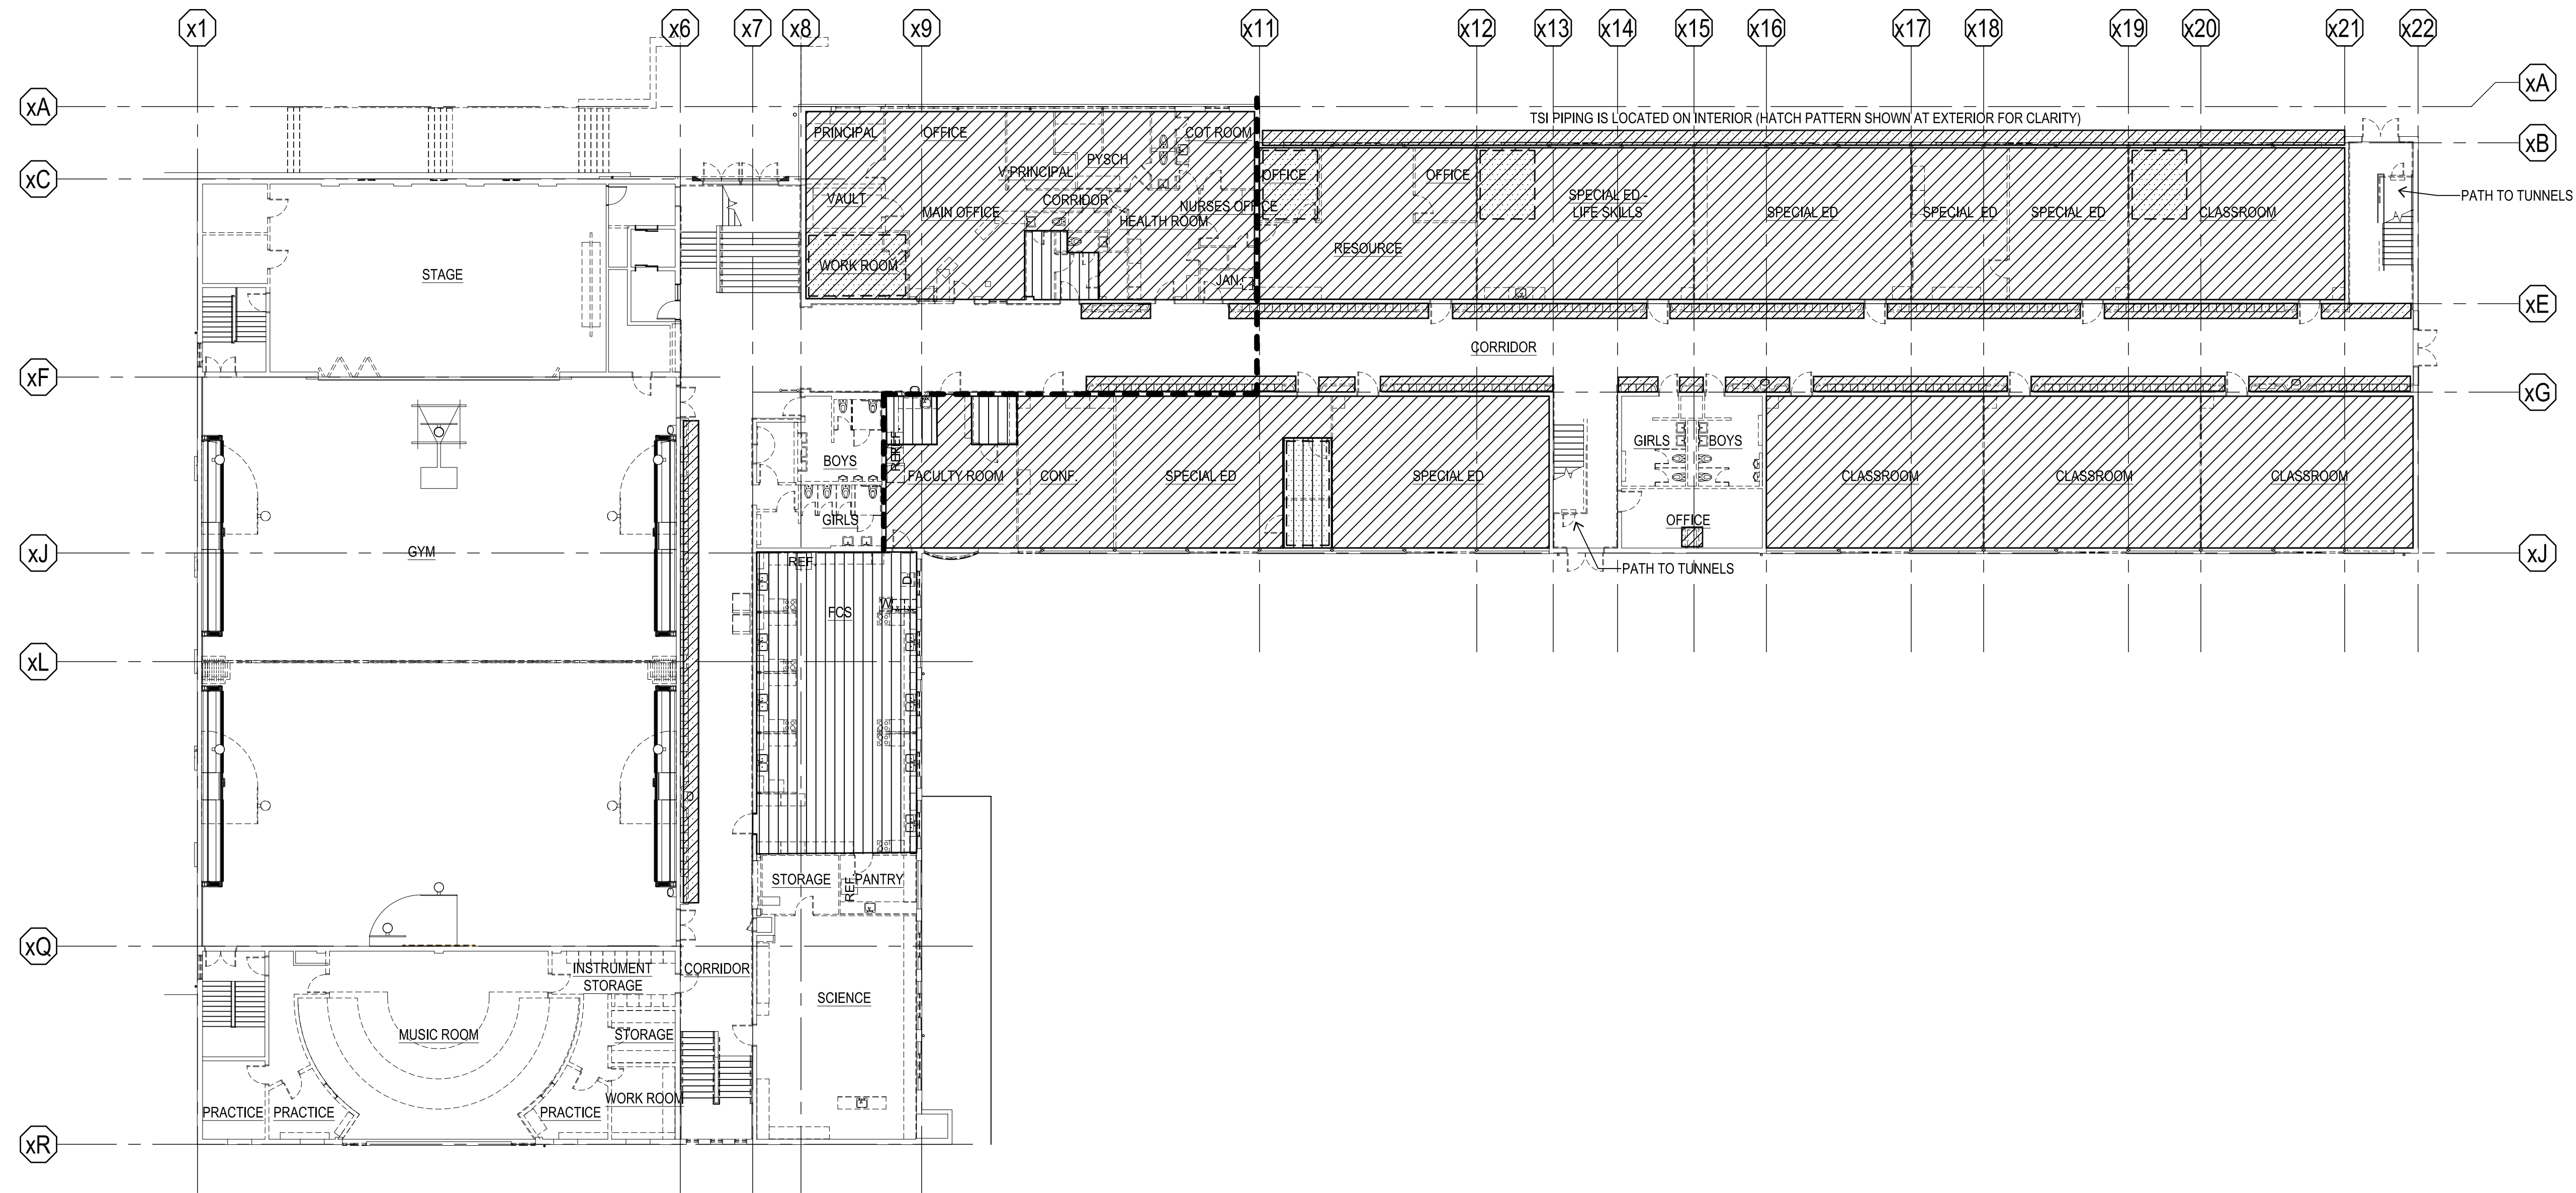 x1
x6
x7
x8
x9
x11
x12
x13
x14
x15
x16
x17
x18
x19
x20
x21
x22
xA
xA
TSI PIPING IS LOCATED ON INTERIOR (HATCH PATTERN SHOWN AT EXTERIOR FOR CLARITY)
PRINCIPAL
OFFICE
COT ROOM
xB
PYSCH
V.PRINCIPAL
xC
OFFICE
OFFICE
VAULT
CORRIDOR
MAIN OFFICE
NURSES OFFICE
HEALTH ROOM
SPECIAL ED -
LIFE SKILLS
SPECIAL ED
SPECIAL ED
SPECIAL ED
CLASSROOM
PATH TO TUNNELS
RESOURCE
STAGE
WORK ROOM
JAN.
xE
CORRIDOR
xF
xG
REF.
REF.
BOYS
GIRLS
BOYS
FACULTY ROOM
CONF.
SPECIAL ED
SPECIAL ED
CLASSROOM
CLASSROOM
CLASSROOM
GIRLS
OFFICE
xJ
GYM
xJ
REF.
PATH TO TUNNELS
D
W
FCS
xL
STORAGE
REF.
PANTRY
xQ
INSTRUMENT
STORAGE
CORRIDOR
SCIENCE
MUSIC ROOM
STORAGE
PRACTICE
PRACTICE
PRACTICE
WORK ROOM
xR